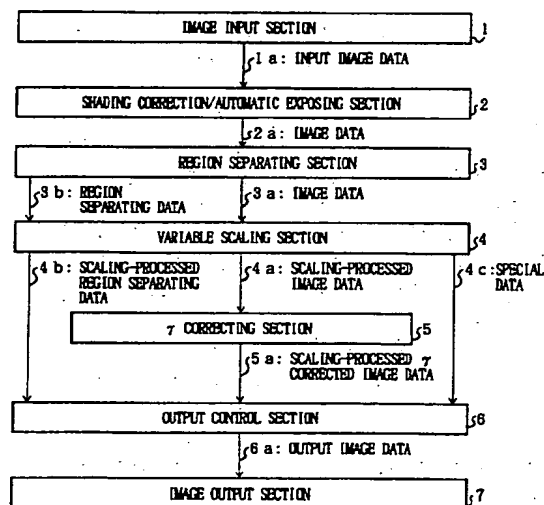 IMAGE INPUT SECTION 1
1 a: INPUT IMAGE DATA
SHADING CORRECTION/AUTOMATIC EXPOSING SECTION 2
2 a: IMAGE DATA
REGION SEPARATING SECTION 3
3 b: REGION
SEPARATING DATA
3 a: IMAGE DATA
VARIABLE SCALING SECTION 4
4 b: SCALING-PROCESSED
REGION SEPARATING
DATA
4 a: SCALING-PROCESSED
IMAGE DATA
4 c: SPECIAL
DATA
γ CORRECTING SECTION 5
5 a: SCALING-PROCESSED γ
CORRECTED IMAGE DATA
OUTPUT CONTROL SECTION 6
6 a: OUTPUT IMAGE DATA
IMAGE OUTPUT SECTION 7